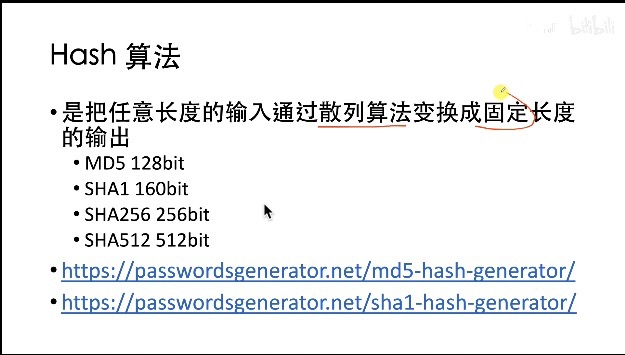 bilibili
Hash 算法
• 是把任意长度的输入通过散列算法变换成固定长度
的输出
• MD5 128bit
• SHA1 160bit
• SHA256 256bit
• SHA512 512bit
• https://passwordsgenerator.net/md5-hash-generator/
• https://passwordsgenerator.net/sha1-hash-generator/